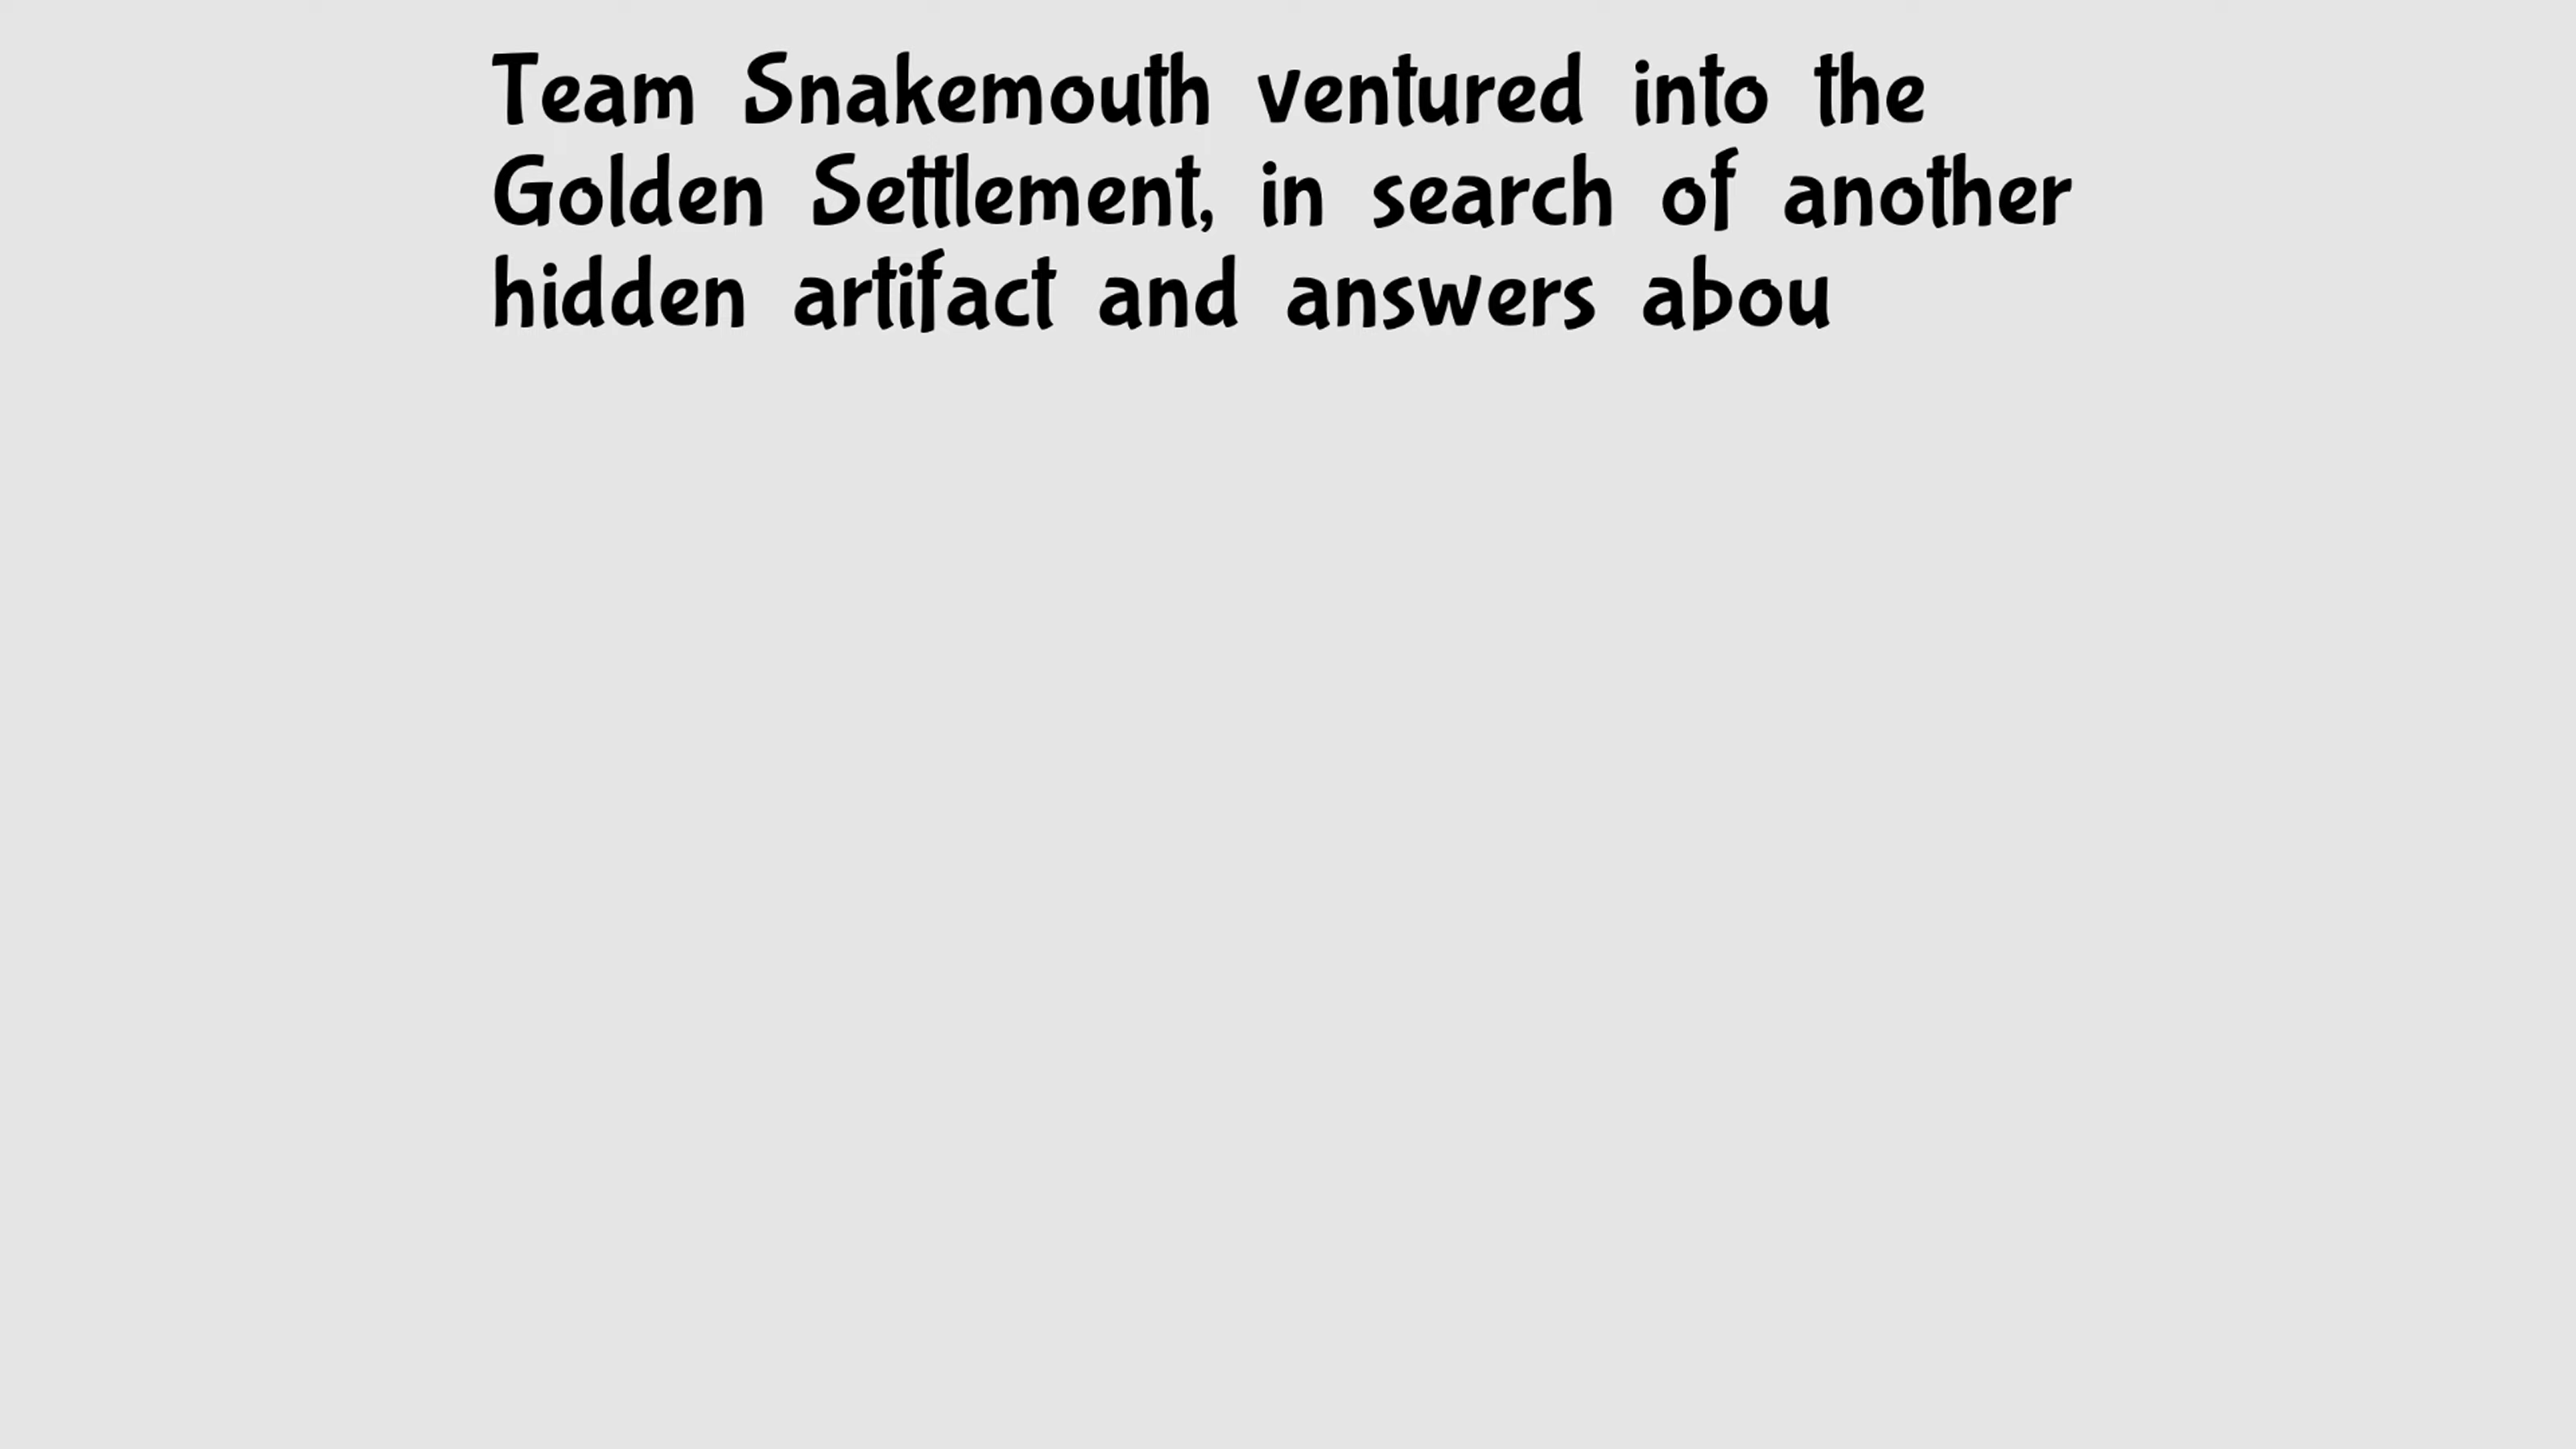 Team Snakemouth ventured into the
Golden Settlement, in search of another
hidden artifact and answers abou